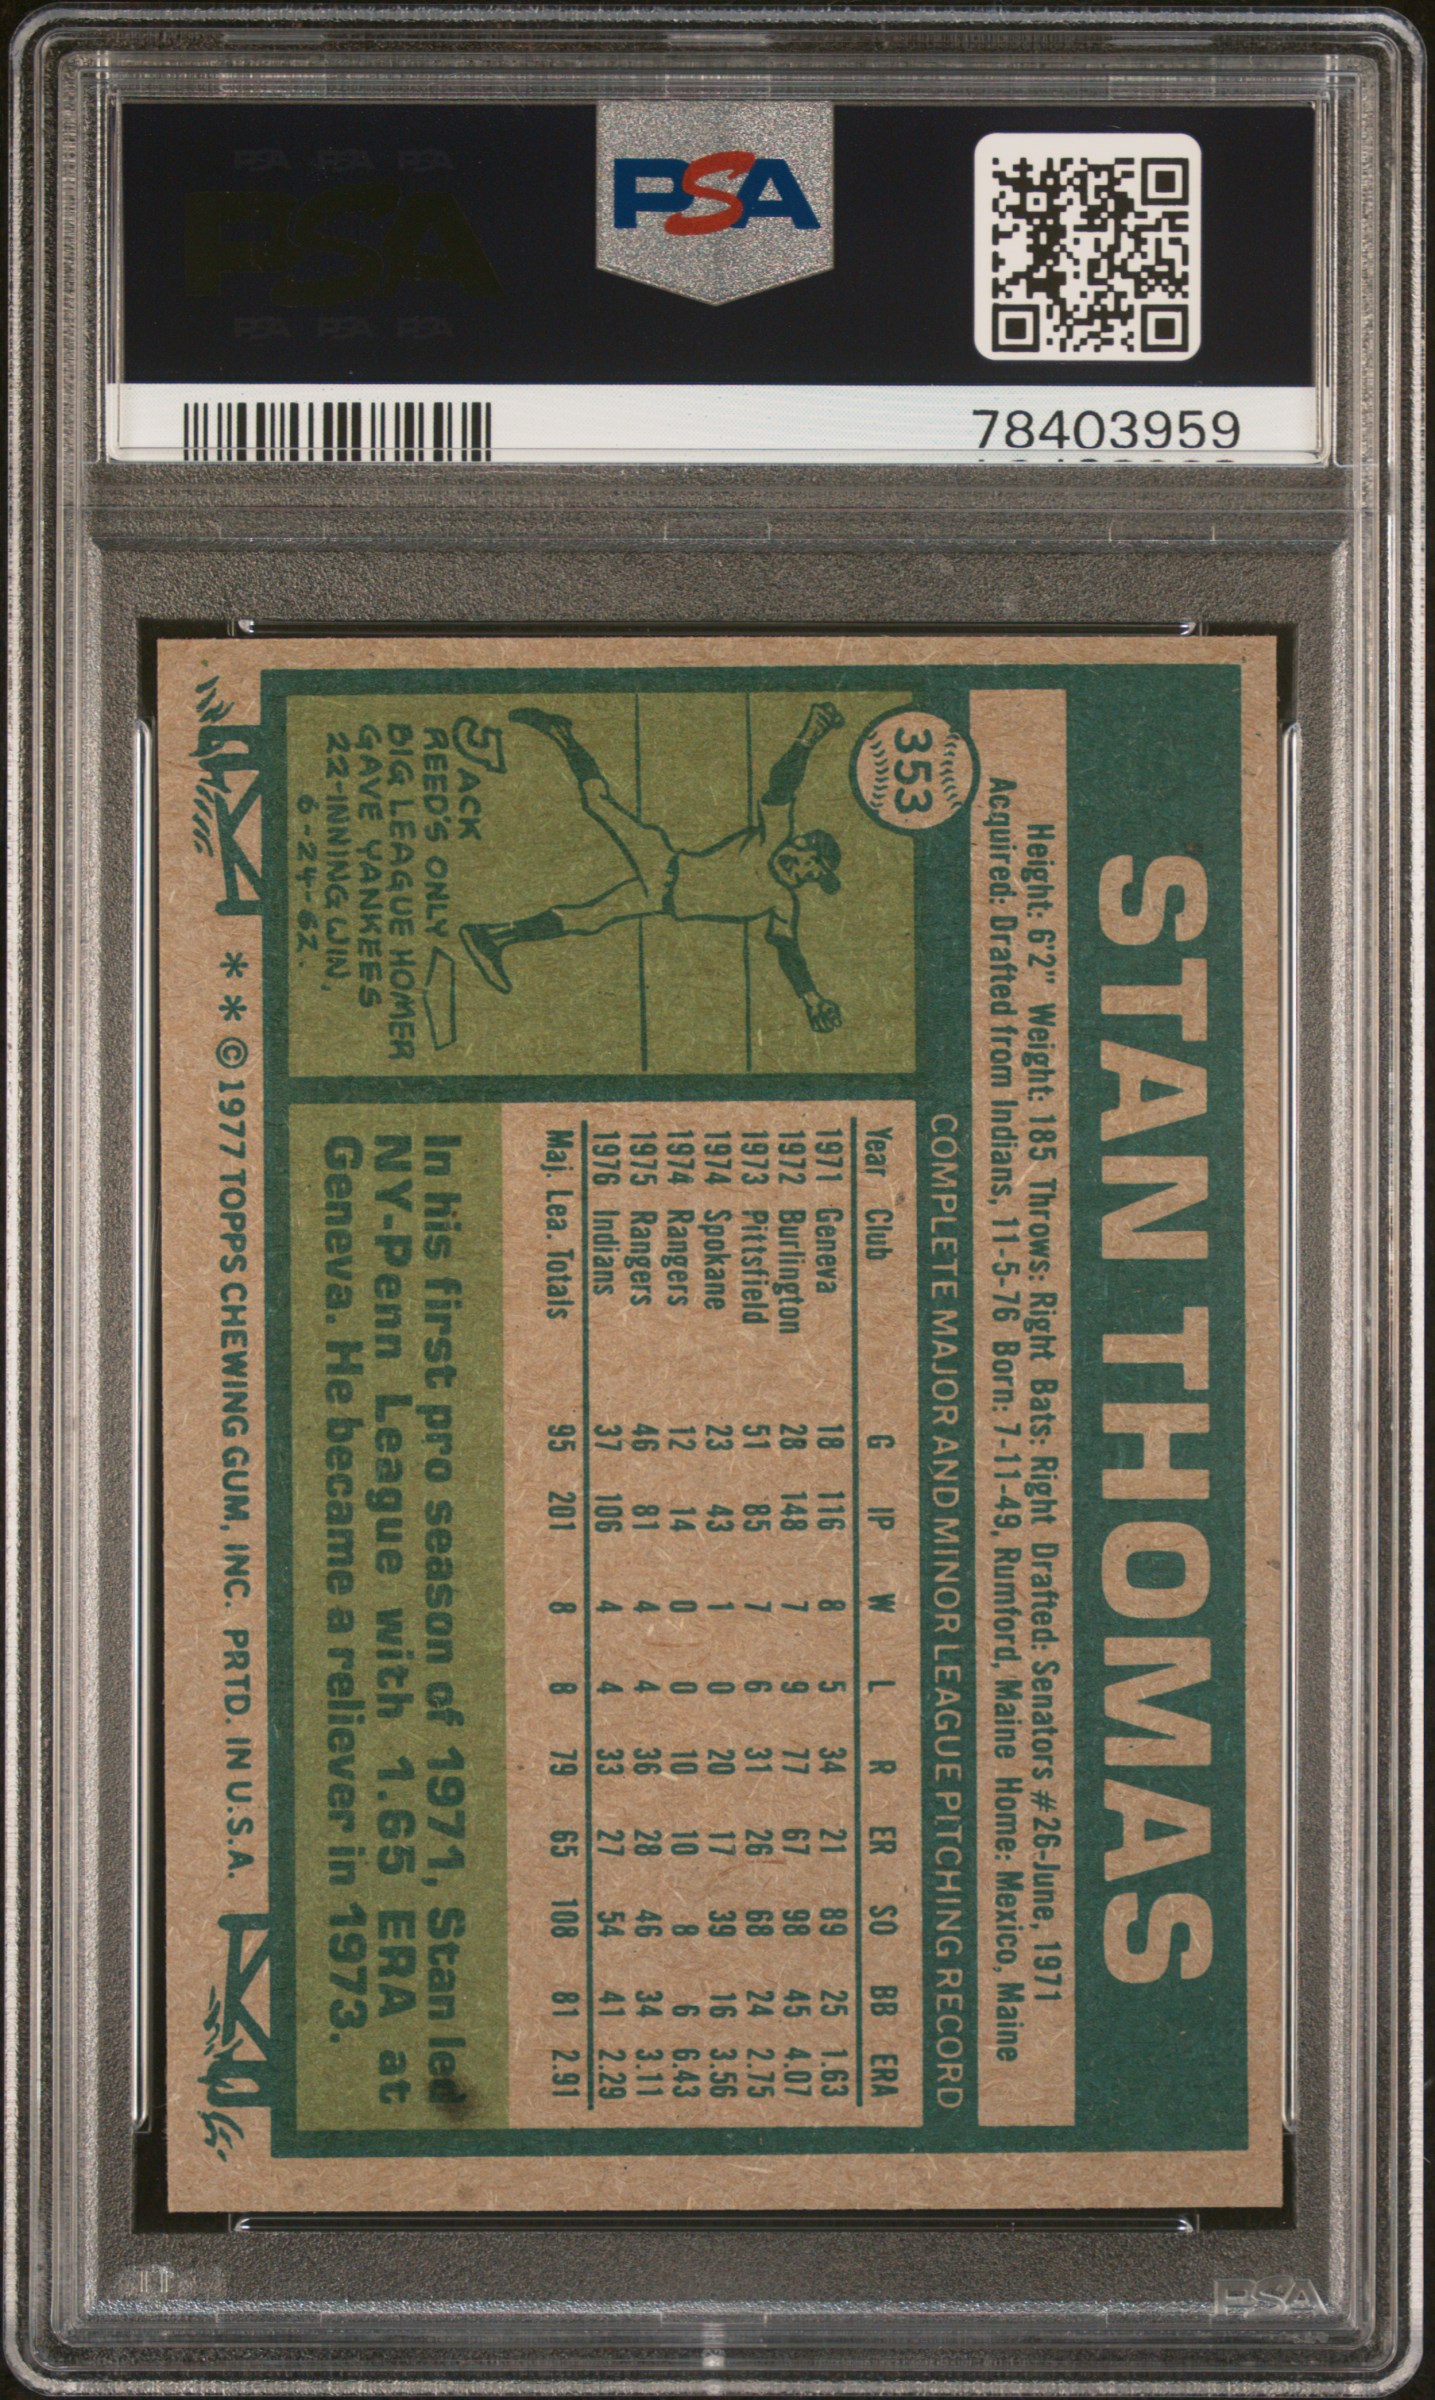 PSA PSA PSA
PSA
PSA PSA PSA
PSA
78403959
STAN THOMAS
Height: 6'2" Weight: 185 Throws: Right Bats: Right Drafted: Senators #26-June, 1971
Acquired: Drafted from Indians, 11-5-76 Born: 7-11-49, Rumford, Maine Home: Mexico, Maine
353
COMPLETE MAJOR AND MINOR LEAGUE PITCHING RECORD
Year Club G IP W L R ER SO BB ERA
1971 Geneva 18 116 8 5 34 21 89 25 1.63
1972 Burlington 28 148 7 9 77 67 98 45 4.07
1973 Pittsfield 51 85 7 6 31 26 68 24 2.75
1974 Spokane 23 43 1 0 20 17 39 16 3.56
1974 Rangers 12 14 0 0 10 10 8 6 6.43
1975 Rangers 46 81 4 4 36 28 46 34 3.11
1976 Indians 37 106 4 4 33 27 54 41 2.29
Maj. Lea. Totals 95 201 8 8 79 65 108 81 2.91
JACK
REED'S ONLY
BIG LEAGUE HOMER
GAVE YANKEES
22-INNING WIN,
6-24-62.
In his first pro season of 1971, Stan led
NY-Penn League with 1.65 ERA at
Geneva. He became a reliever in 1973.
* * ©1977 TOPPS CHEWING GUM, INC. PRTD. IN U.S.A.
PSA